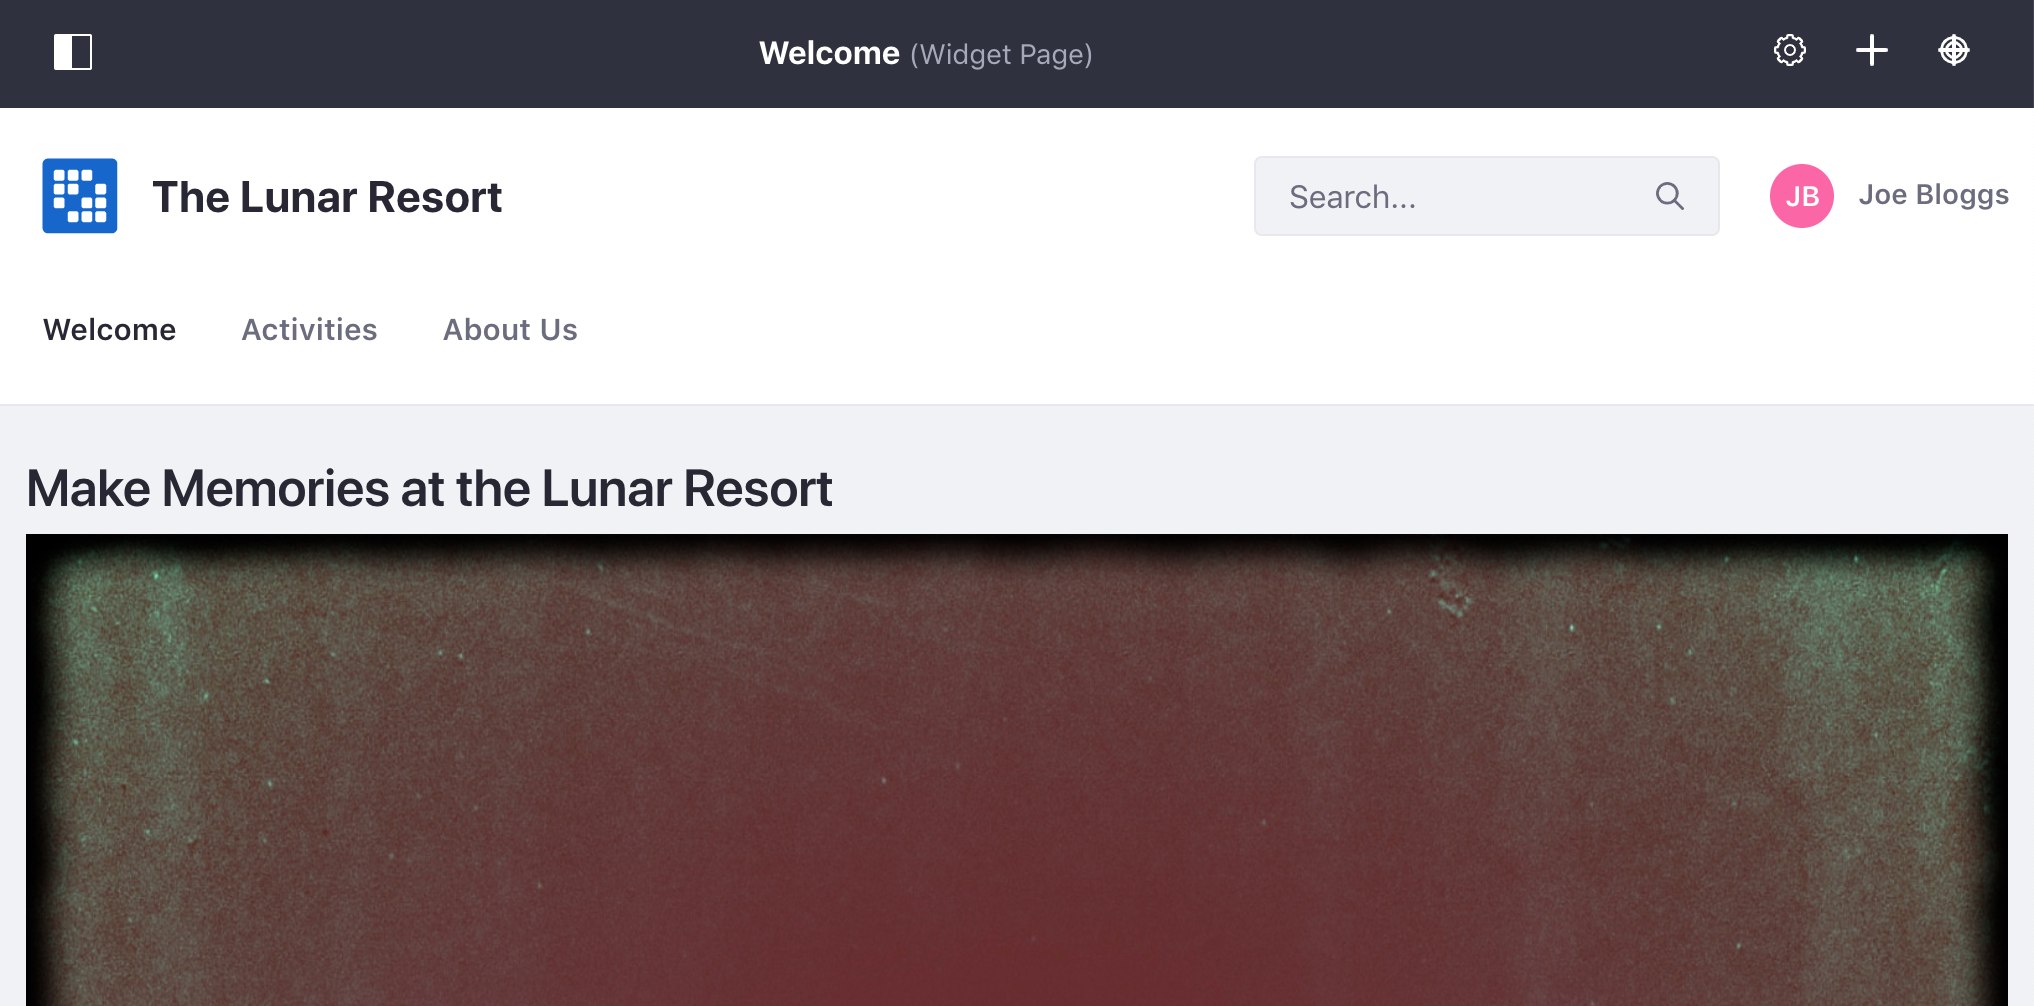 Welcome (Widget Page)
The Lunar Resort
Search...
JB
Joe Bloggs
Welcome
Activities
About Us
Make Memories at the Lunar Resort